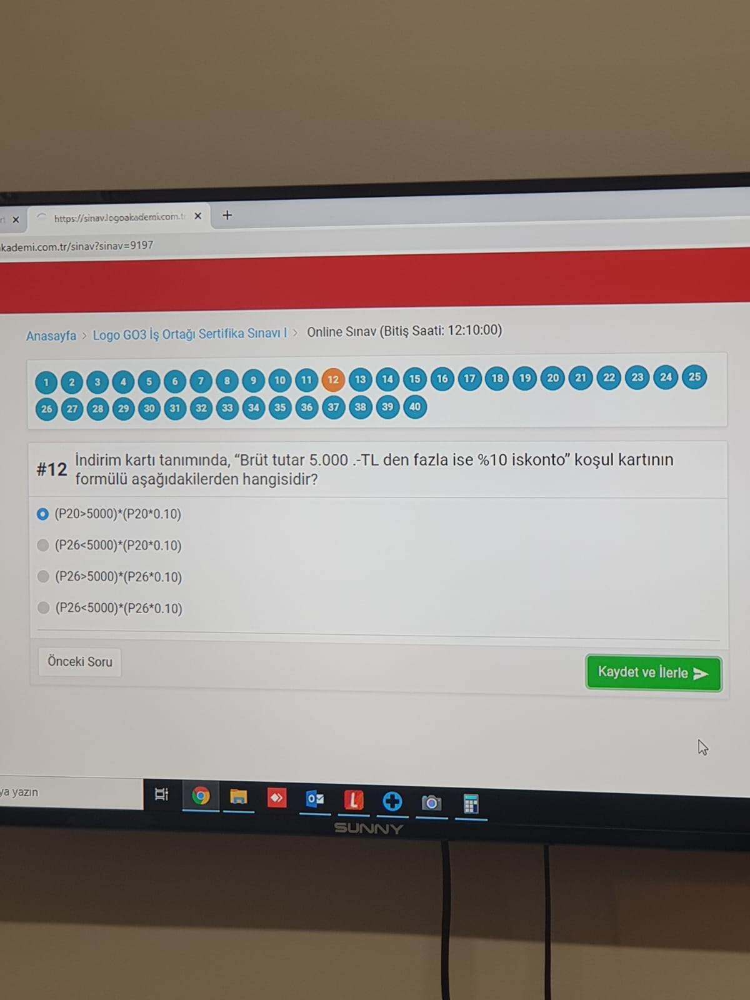 https://sinav.logoakademi.com.t
kademi.com.tr/sinav?sinav=9197
Anasayfa > Logo GO3 İş Ortağı Sertifika Sınavı I > Online Sınav (Bitiş Saati: 12:10:00)
1 2 3 4 5 6 7 8 9 10 11 12 13 14 15 16 17 18 19 20 21 22 23 24 25
26 27 28 29 30 31 32 33 34 35 36 37 38 39 40
#12 İndirim kartı tanımında, “Brüt tutar 5.000 .-TL den fazla ise %10 iskonto” koşul kartının
formülü aşağıdakilerden hangisidir?
(P20>5000)*(P20*0.10)
(P26<5000)*(P20*0.10)
(P26>5000)*(P26*0.10)
(P26<5000)*(P26*0.10)
Önceki Soru
Kaydet ve İlerle
ya yazın
SUNNY